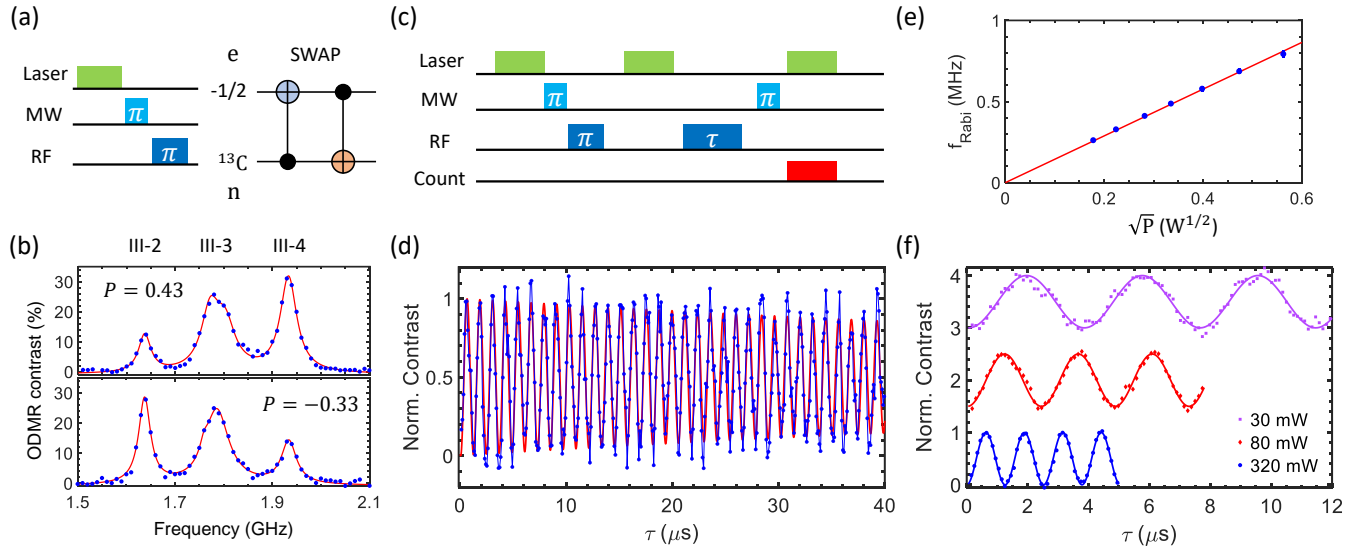 (a)
Laser
MW
π
RF
π
e
SWAP
-1/2
¹³C
n
(b)
III-2 III-3 III-4
P = 0.43
P = −0.33
ODMR contrast (%)
30
20
10
0
30
20
10
0
1.5 1.7 1.9 2.1
Frequency (GHz)
(c)
Laser
MW
π π
RF
π τ
Count
(d)
Norm. Contrast
1
0.5
0
0 10 20 30 40
τ (μs)
(e)
f_Rabi (MHz)
1
0.5
0
0 0.2 0.4 0.6
√P (W^1/2)
(f)
Norm. Contrast
4
3
2
1
0
30 mW
80 mW
320 mW
0 2 4 6 8 10 12
τ (μs)